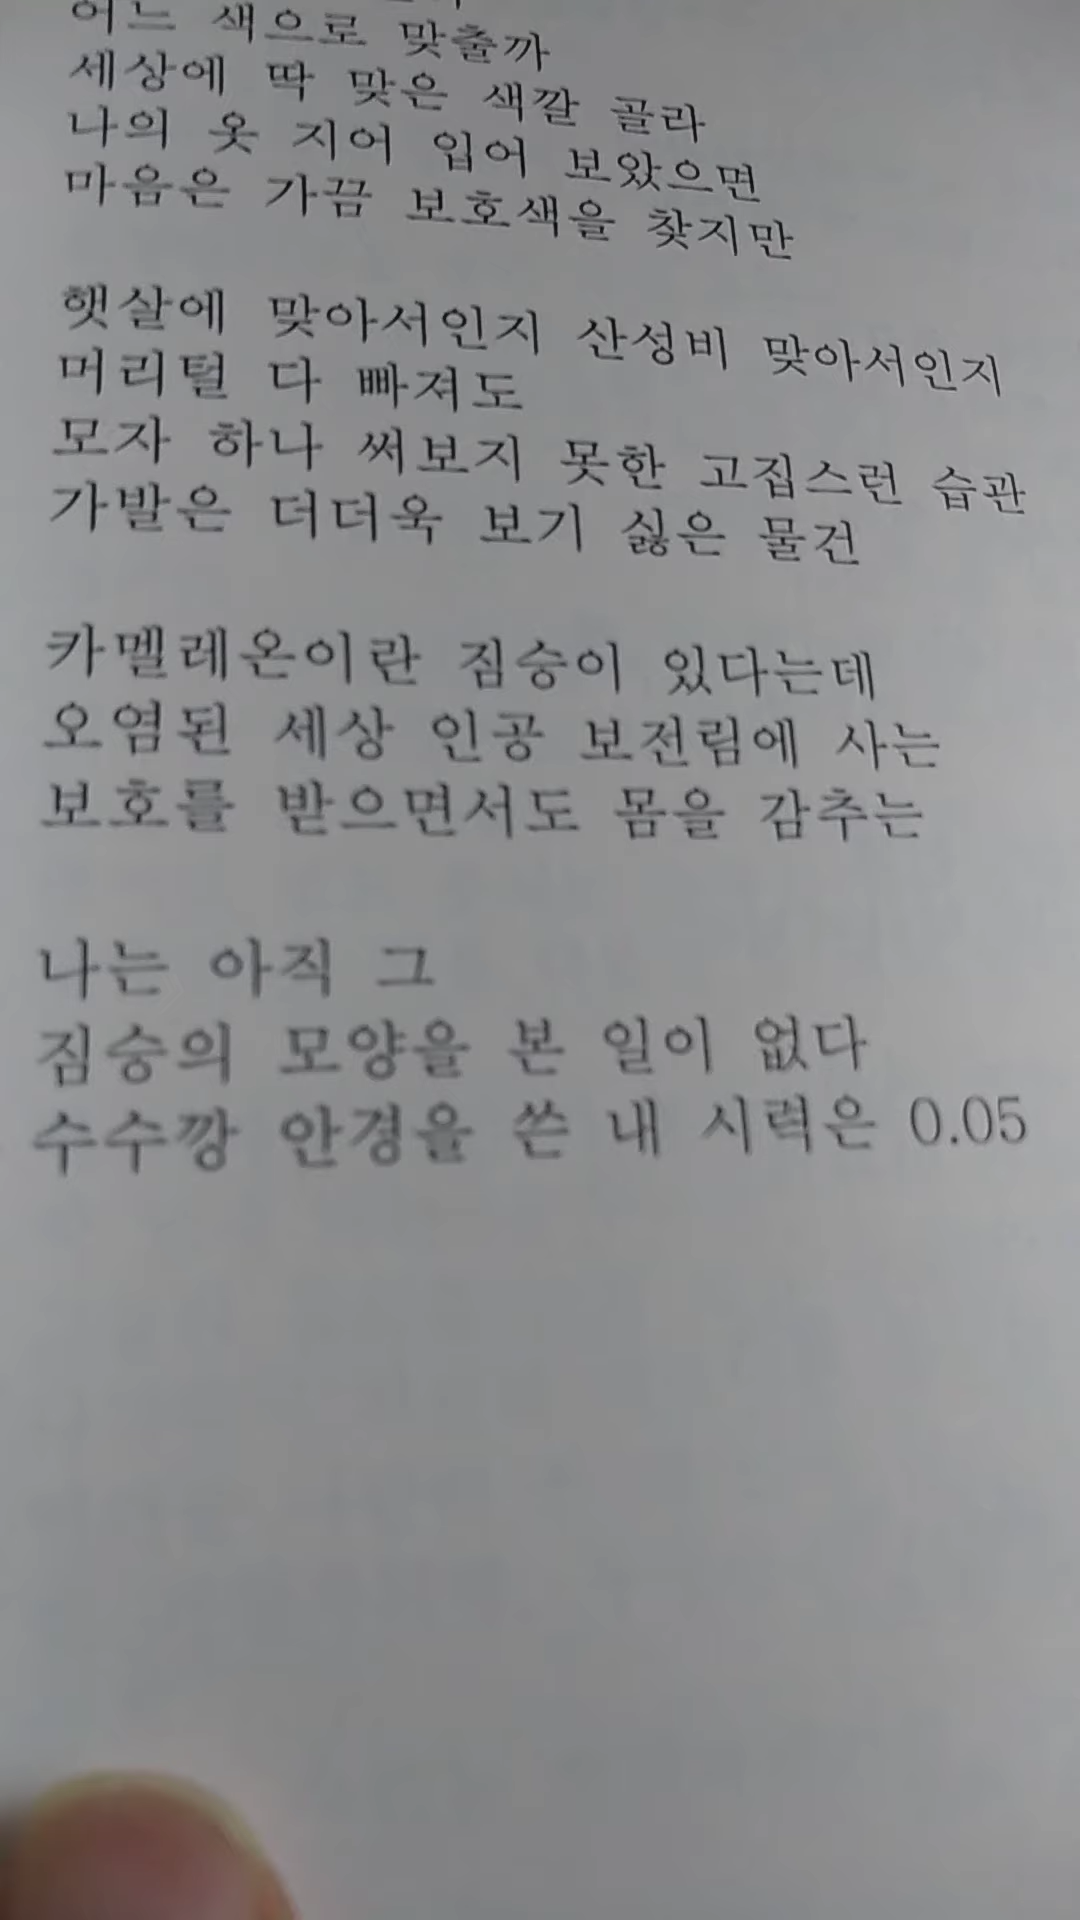 어느 색으로 맞출까
세상에 딱 맞은 색깔 골라
나의 옷 지어 입어 보았으면
마음은 가끔 보호색을 찾지만
햇살에 맞아서인지 산성비 맞아서인지
머리털 다 빠져도
모자 하나 써보지 못한 고집스런 습관
가발은 더더욱 보기 싫은 물건
카멜레온이란 짐승이 있다는데
오염된 세상 인공 보전림에 사는
보호를 받으면서도 몸을 감추는
나는 아직 그
짐승의 모양을 본 일이 없다
수수깡 안경을 쓴 내 시력은 0.05